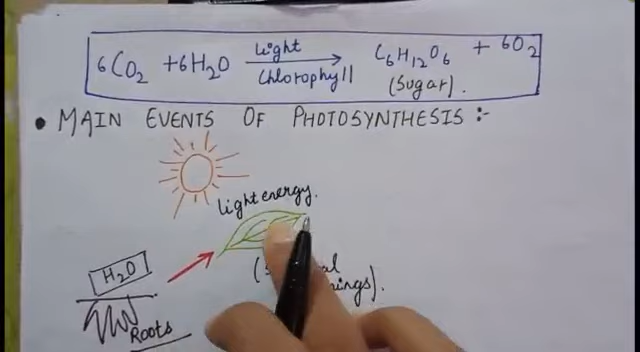 6CO₂ + 6H₂O Light Chlorophyll → C₆H₁₂O₆ + 6O₂
(Sugar).
• MAIN EVENTS OF PHOTOSYNTHESIS :-
light energy.
H₂O
Roots